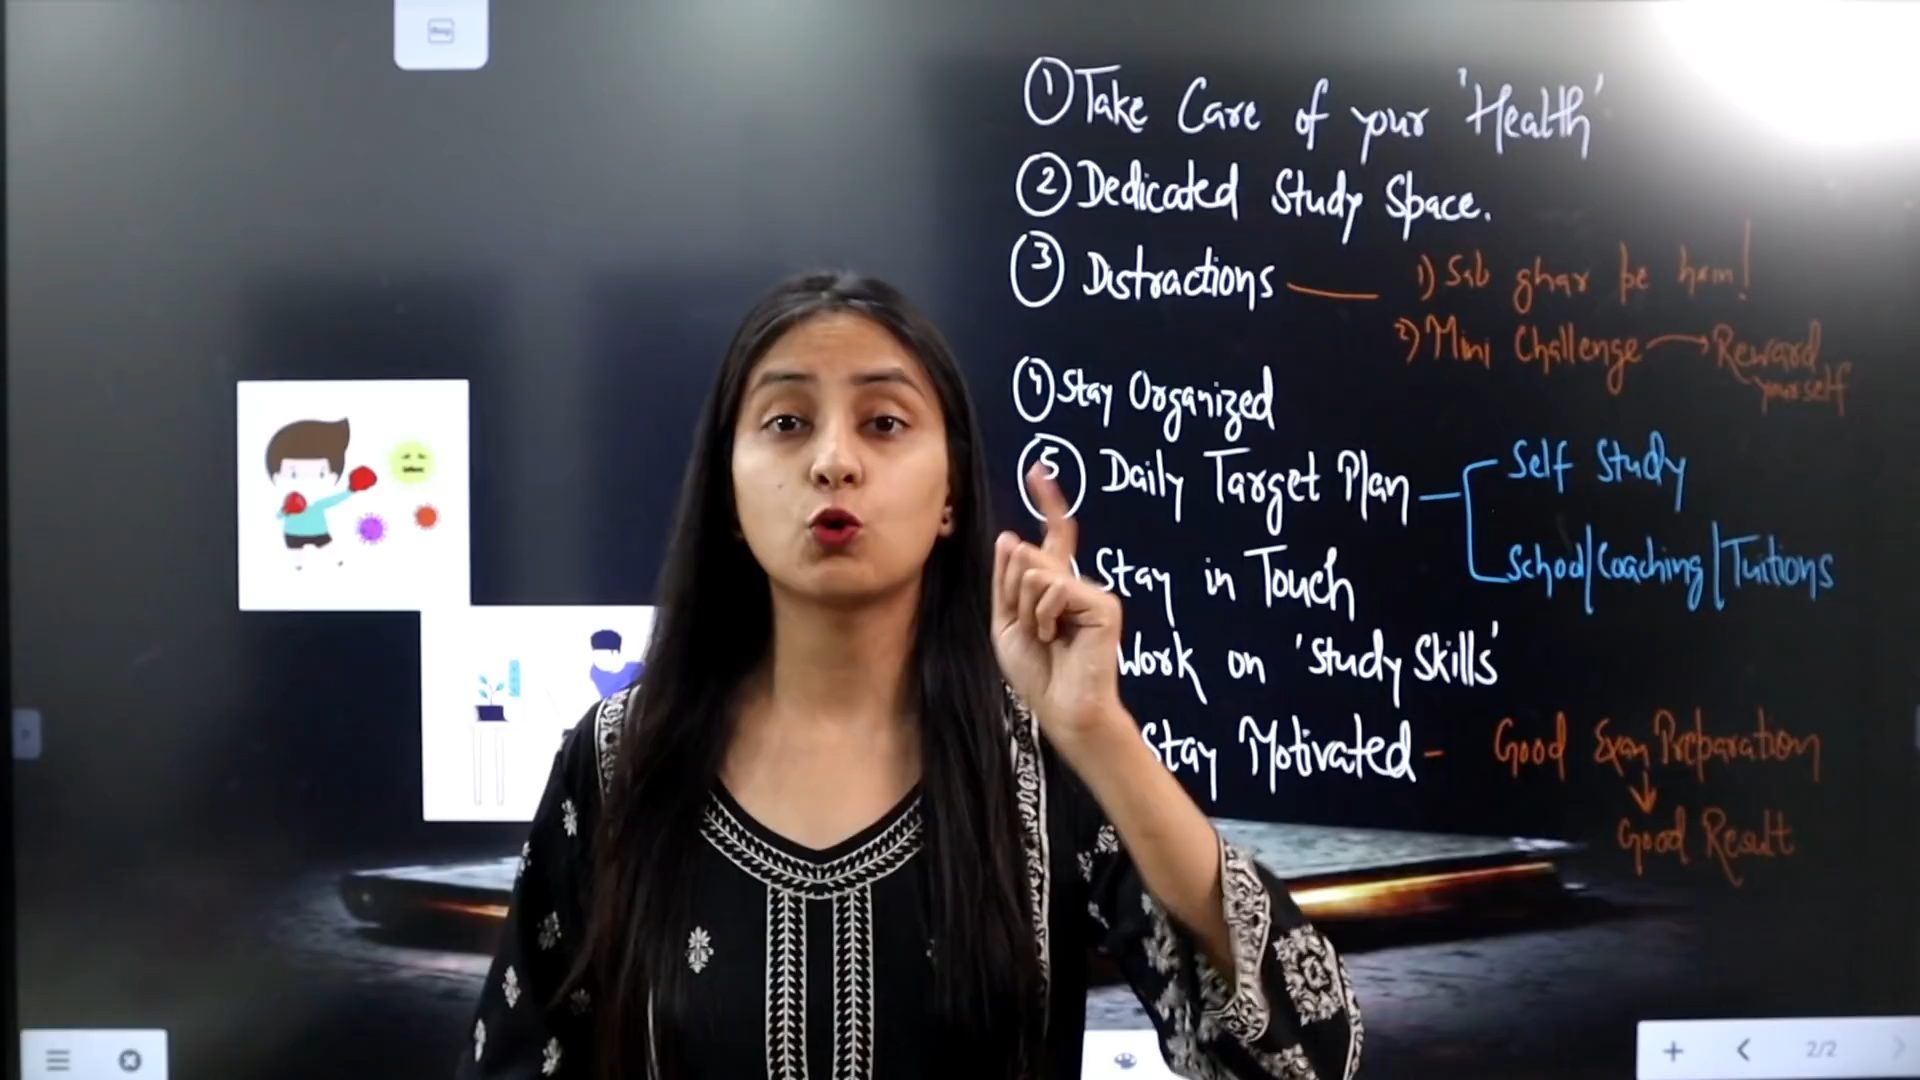 ① Take Care of your 'Health'
② Dedicated Study Space.
③ Distractions
1) Sab ghar pe hain!
2) Mini Challenge → Reward yourself
④ Stay Organized
⑤ Daily Target Plan
Self Study
School/Coaching/Tuitions
) Stay in Touch
Work on 'Study Skills'
Stay Motivated - Good Exam Preparation
↓
Good Result
2/2